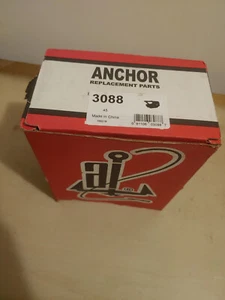 ANCHOR
REPLACEMENT PARTS
3088
Made in China